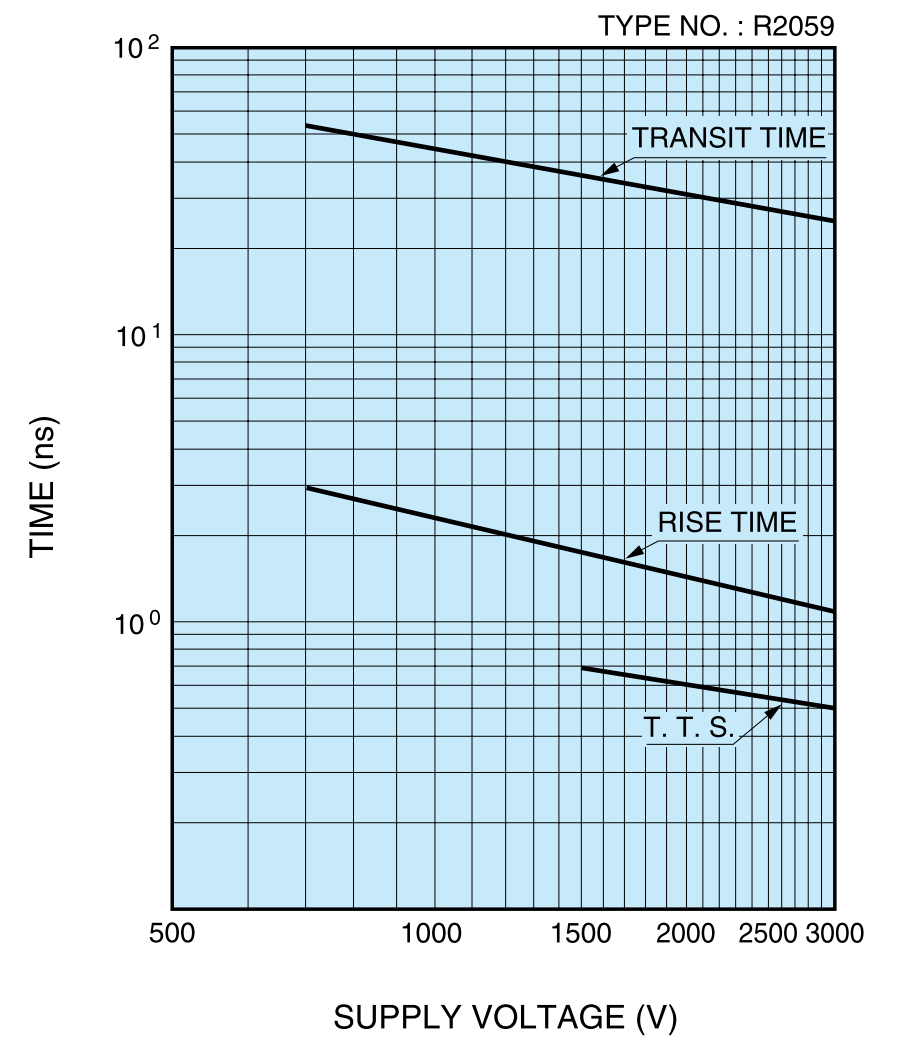 TYPE NO. : R2059
10²
TRANSIT TIME
10¹
TIME (ns)
RISE TIME
10⁰
T. T. S.
500 1000 1500 2000 2500 3000
SUPPLY VOLTAGE (V)